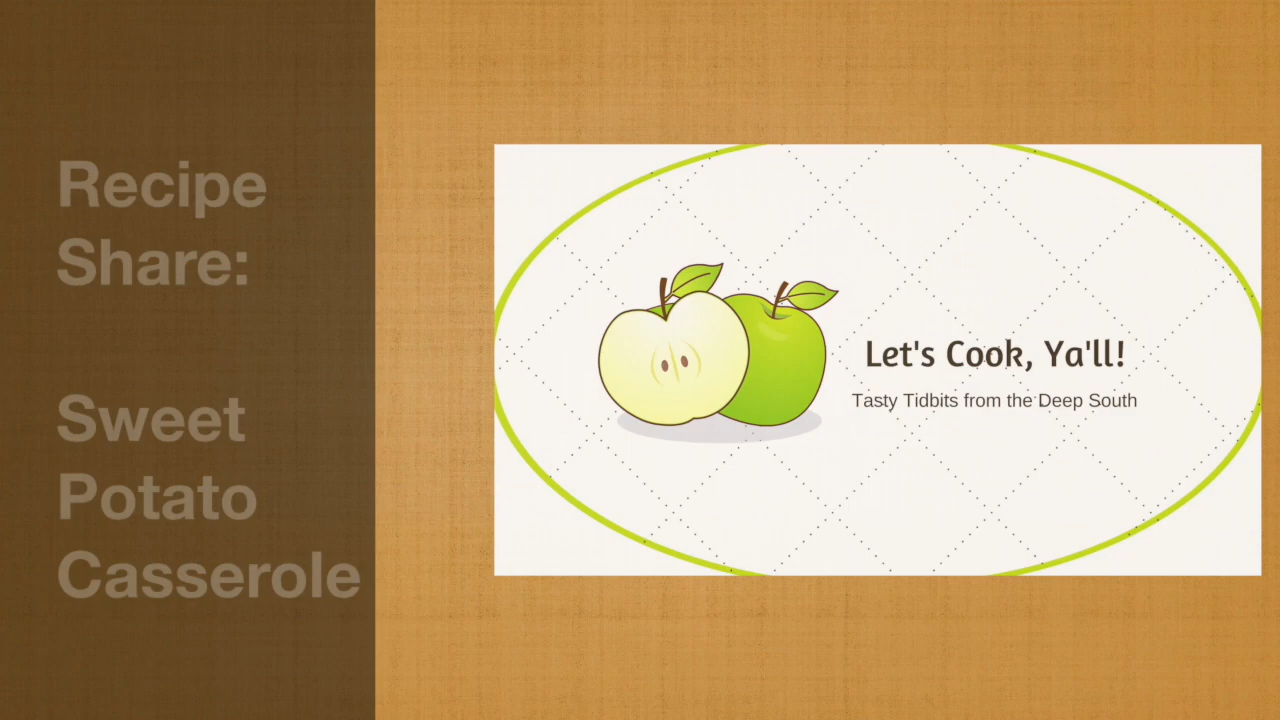 Recipe
Share:
Sweet
Potato
Casserole
Let's Cook, Ya'll!
Tasty Tidbits from the Deep South